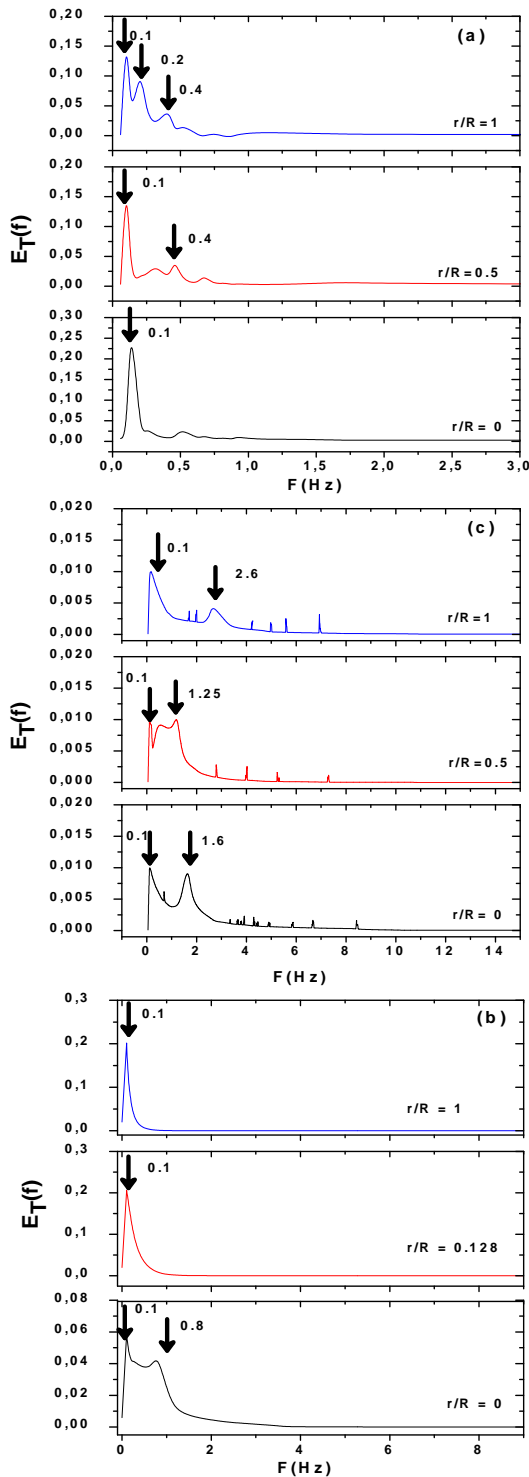 0,20
0.1
(a)
0,15
0.2
0,10
0.4
0,05
r/R=1
0,00
0,20
0.1
0,15
0.4
0,10
0,05
r/R=0.5
0,00
E_T(f)
0,30
0.1
0,25
0,20
0,15
0,10
0,05
r/R= 0
0,00
0,0 0,5 1,0 1,5 2,0 2,5 3,0
F(Hz)
0,020
(c)
0,015
0.1
2.6
0,010
0,005
r/R=1
0,000
0,020
0,015
0.1
1.25
0,010
0,005
r/R=0.5
0,000
E_T(f)
0,020
0,015
0.1
1.6
0,010
0,005
r/R=0
0,000
0 2 4 6 8 10 12 14
F(Hz)
0,3
0.1
(b)
0,2
0,1
r/R = 1
0,0
0,3
0.1
0,2
0,1
r/R = 0.128
0,0
E_T(f)
0,08
0.1
0.8
0,06
0,04
0,02
r/R = 0
0,00
0 2 4 6 8
F(Hz)